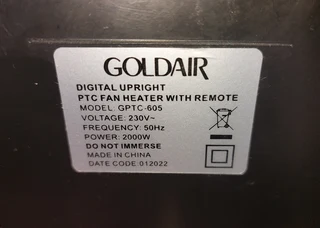 GOLDAIR
DIGITAL UPRIGHT
PTC FAN HEATER WITH REMOTE
MODEL: GPTC-605
VOLTAGE: 230V~
FREQUENCY: 50Hz
POWER: 2000W
DO NOT IMMERSE
MADE IN CHINA
DATE CODE: 012022